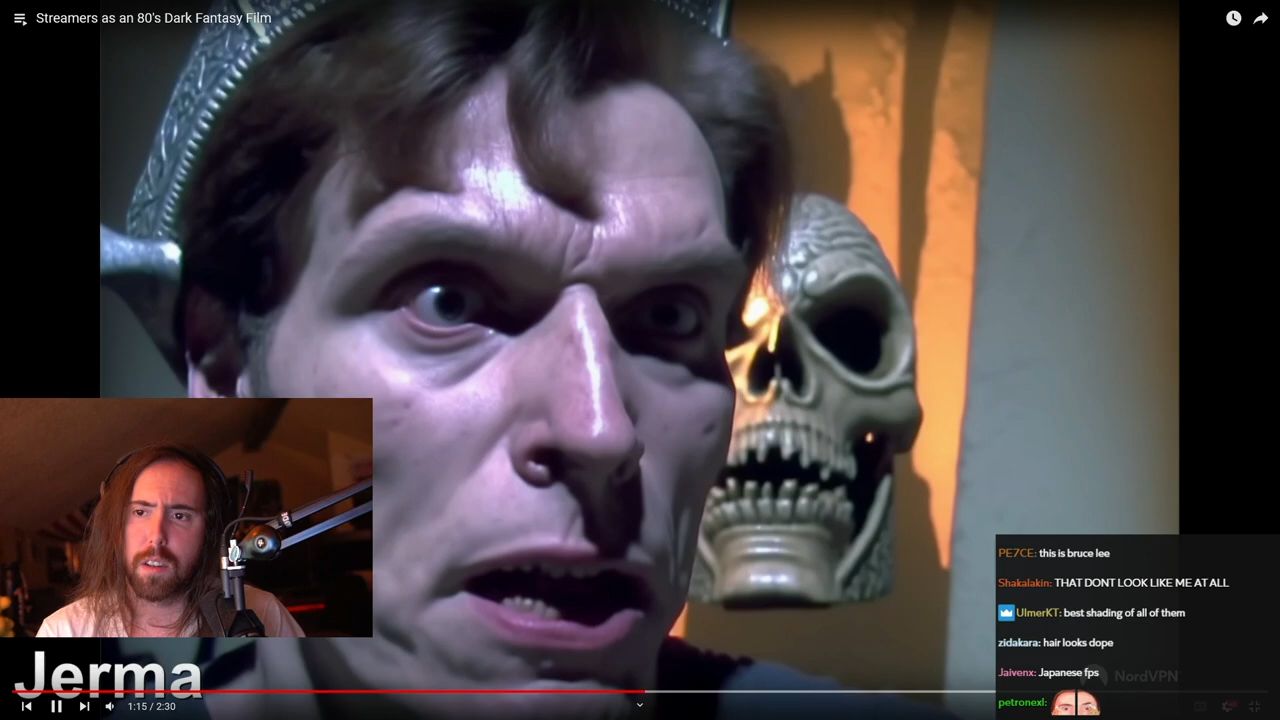 Streamers as an 80's Dark Fantasy Film
PE7CE: this is bruce lee
Shakalakin: THAT DONT LOOK LIKE ME AT ALL
UlmerKT: best shading of all of them
zidakara: hair looks dope
Jaivenx: Japanese fps
NordVPN
petronexl:
Jerma
1:15 / 2:30